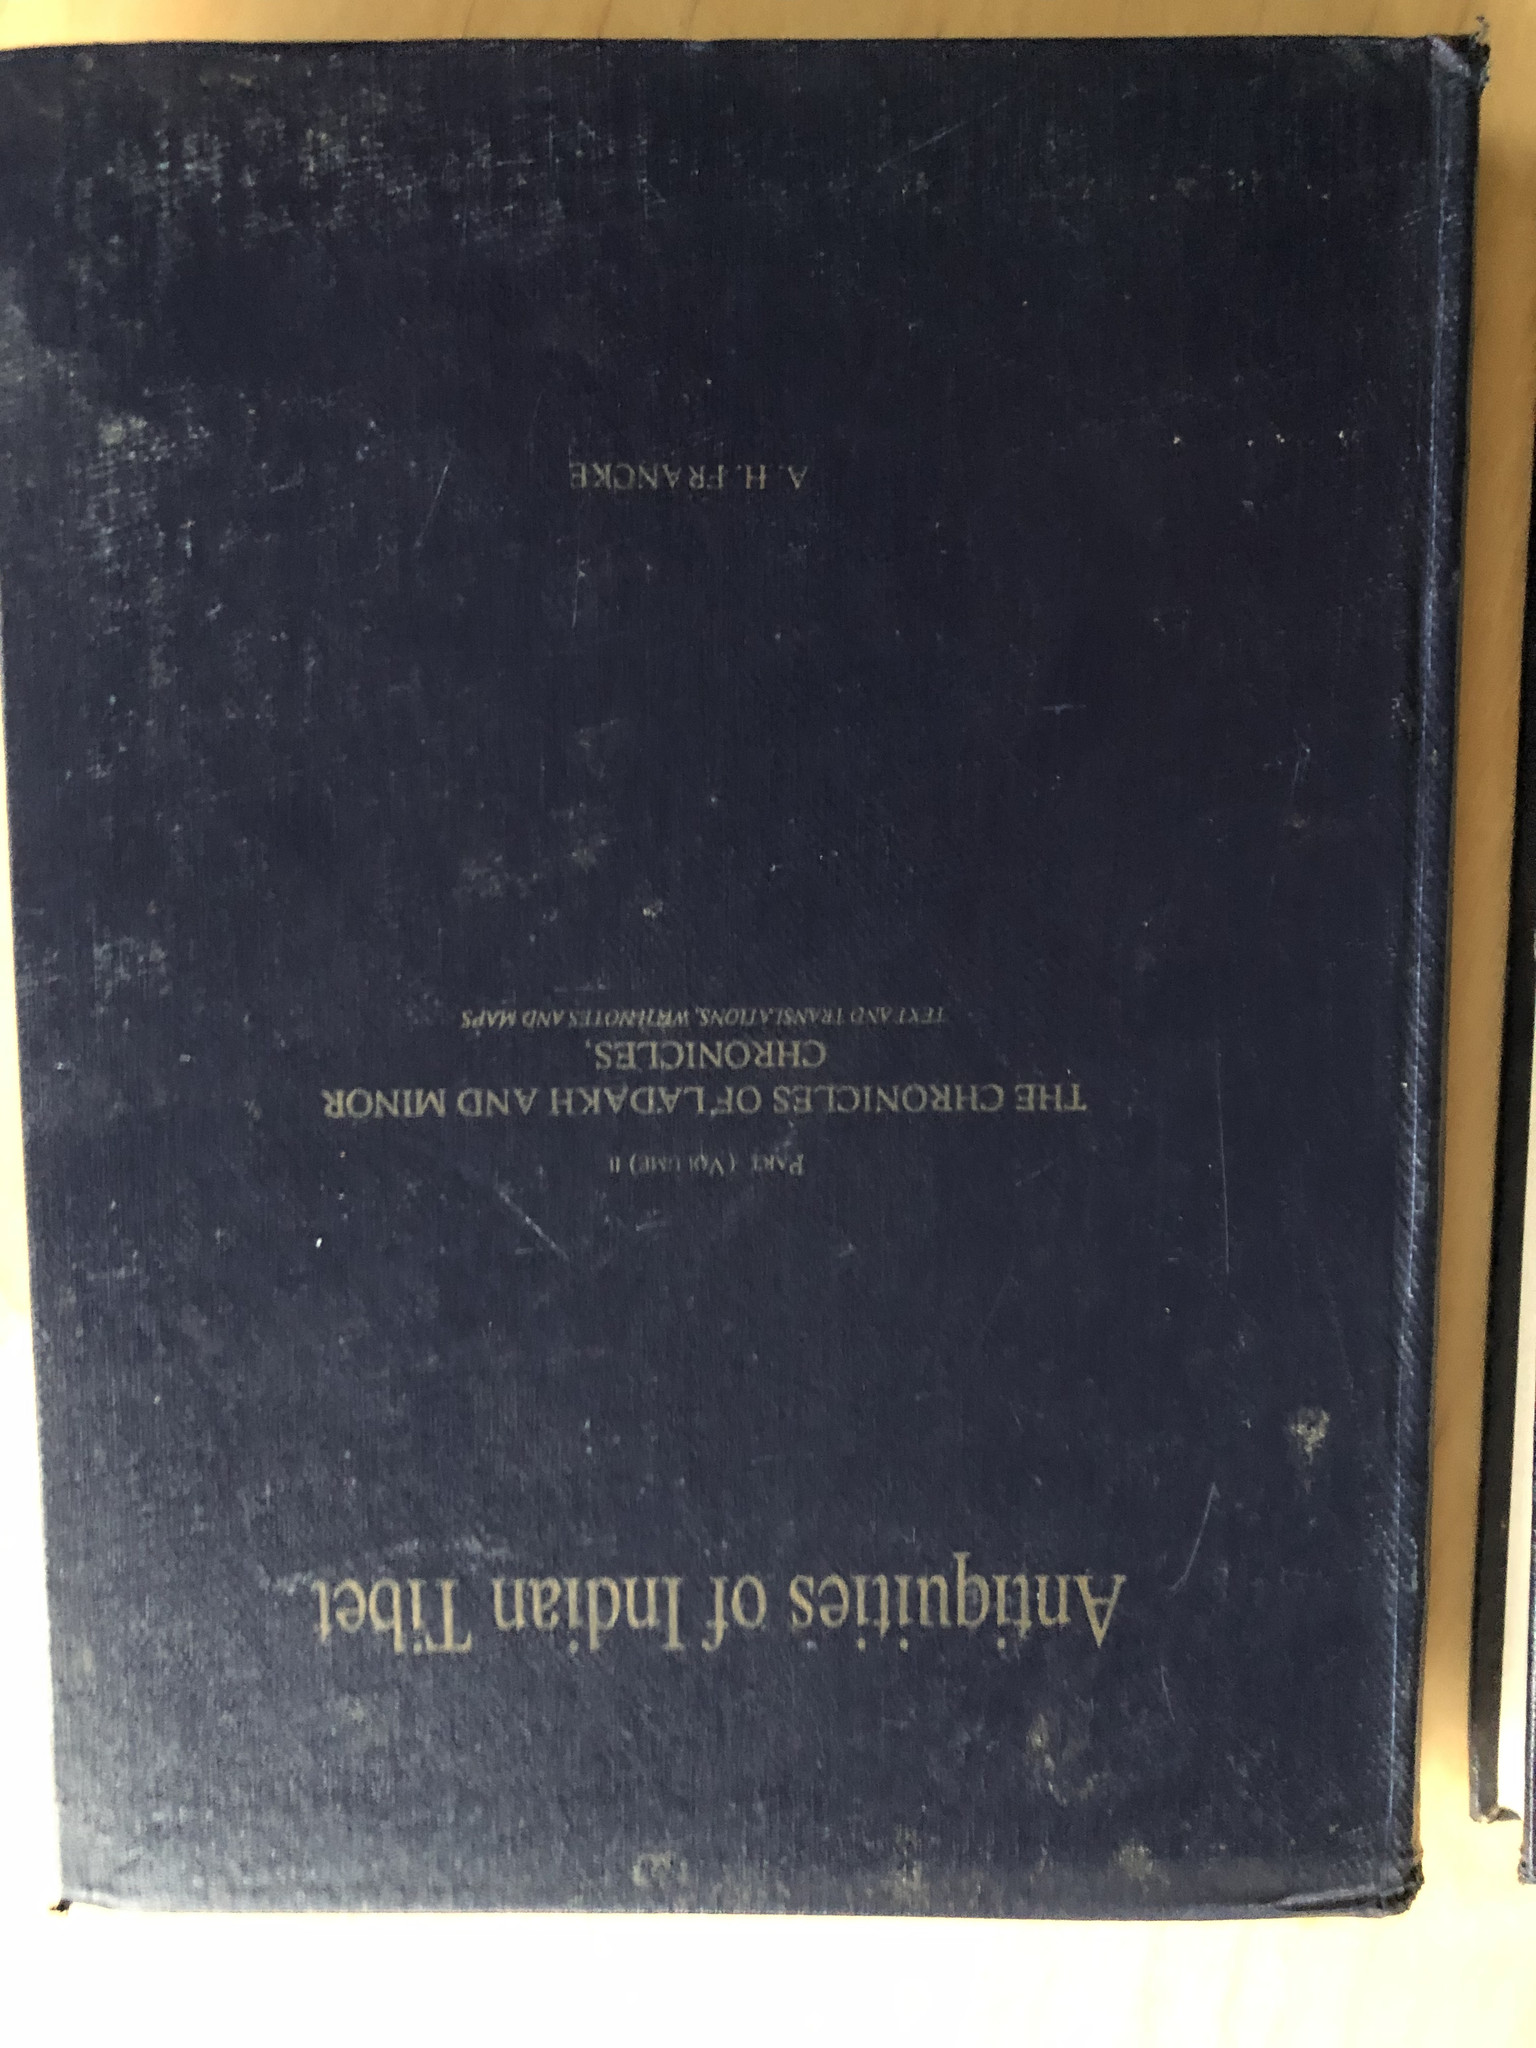 Antiquities of Indian Tibet
PART (VOLUME) II
THE CHRONICLES OF LADAKH AND MINOR
CHRONICLES,
TEXT AND TRANSLATIONS, WITH NOTES AND MAPS
A. H. FRANCKE